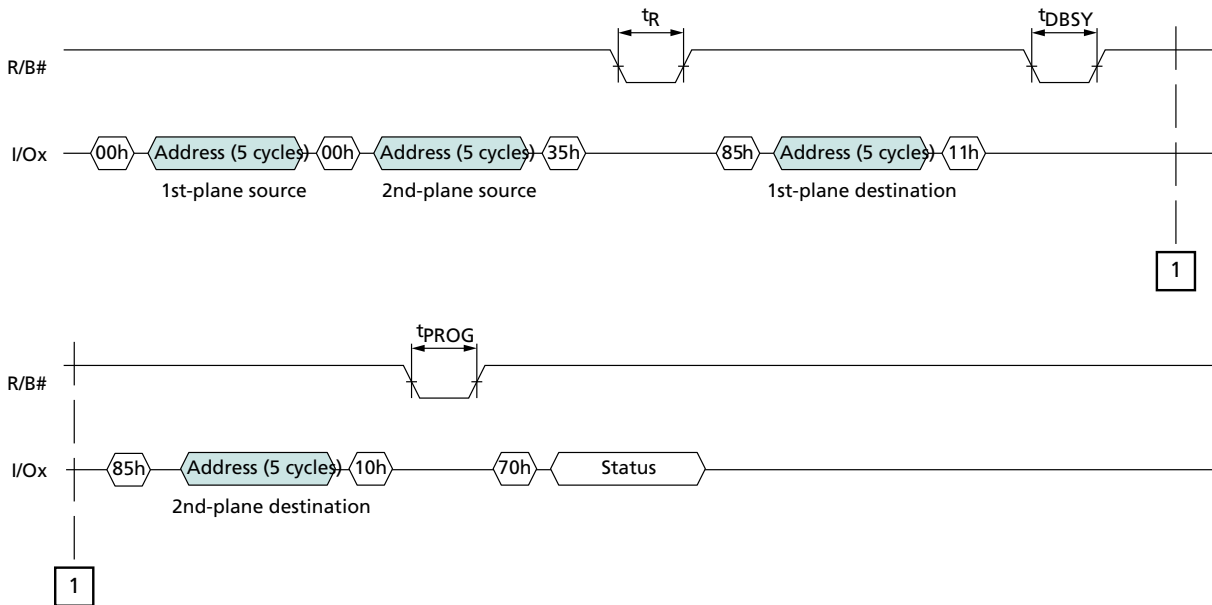 tR tDBSY
R/B#
I/Ox 00h Address (5 cycles) 00h Address (5 cycles) 35h 85h Address (5 cycles) 11h
1st-plane source 2nd-plane source 1st-plane destination
1
tPROG
R/B#
I/Ox 85h Address (5 cycles) 10h 70h Status
2nd-plane destination
1